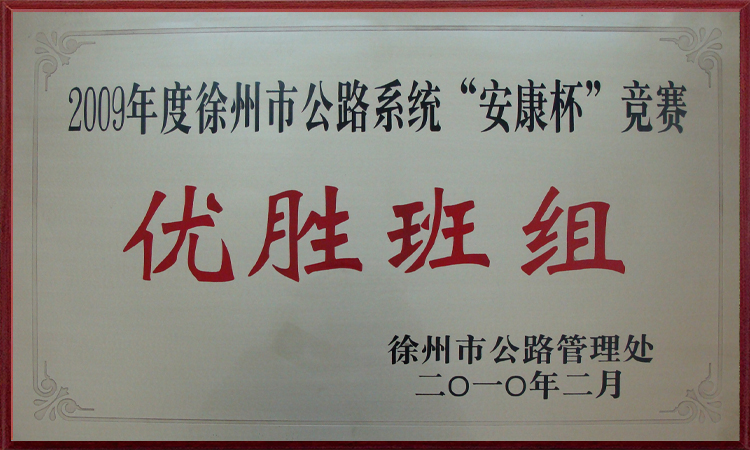 2009年度徐州市公路系统“安康杯”竞赛
优胜班组
徐州市公路管理处
二〇一〇年二月